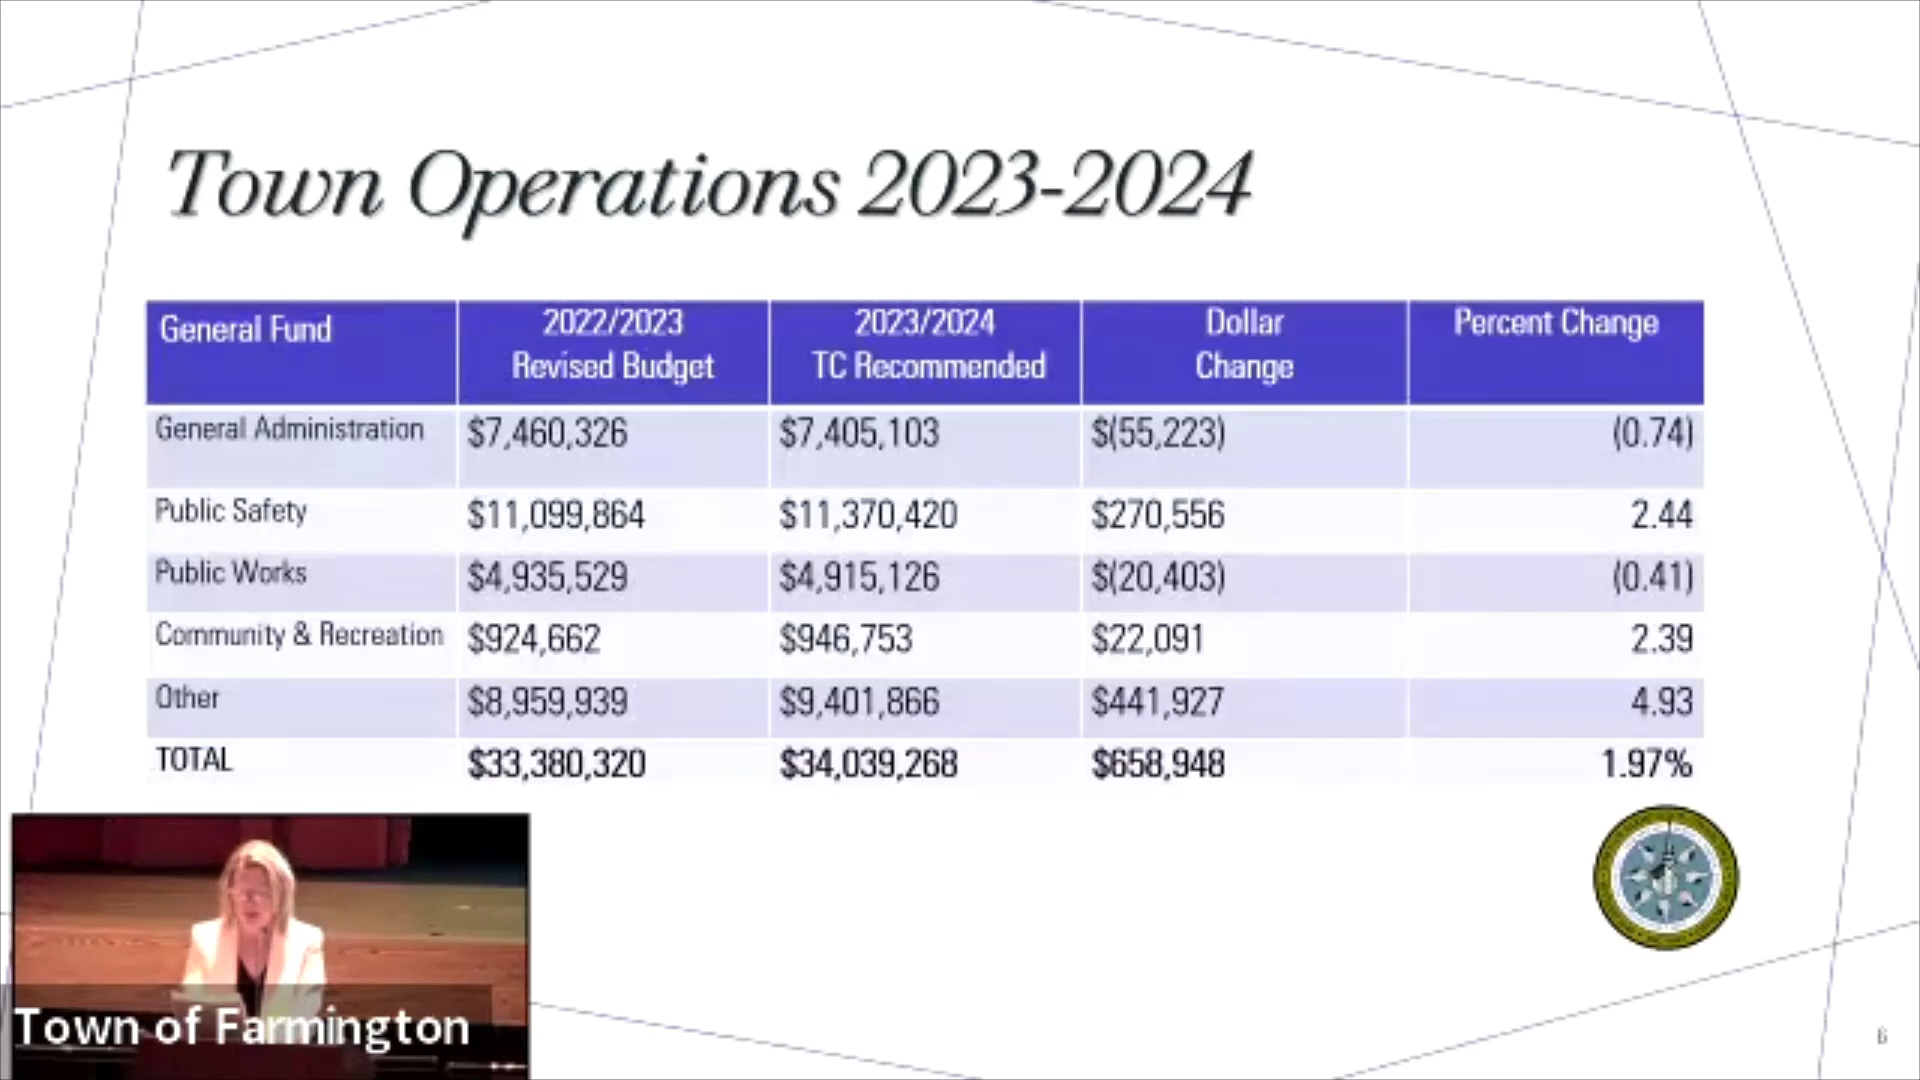 Town Operations 2023-2024
General Fund
2022/2023
Revised Budget
2023/2024
TC Recommended
Dollar
Change
Percent Change
General Administration $7,460,326 $7,405,103 $(55,223) (0.74)
Public Safety $11,099,864 $11,370,420 $270,556 2.44
Public Works $4,935,529 $4,915,126 $(20,403) (0.41)
Community & Recreation $924,662 $946,753 $22,091 2.39
Other $8,959,939 $9,401,866 $441,927 4.93
TOTAL $33,380,320 $34,039,268 $658,948 1.97%
Town of Farmington
6